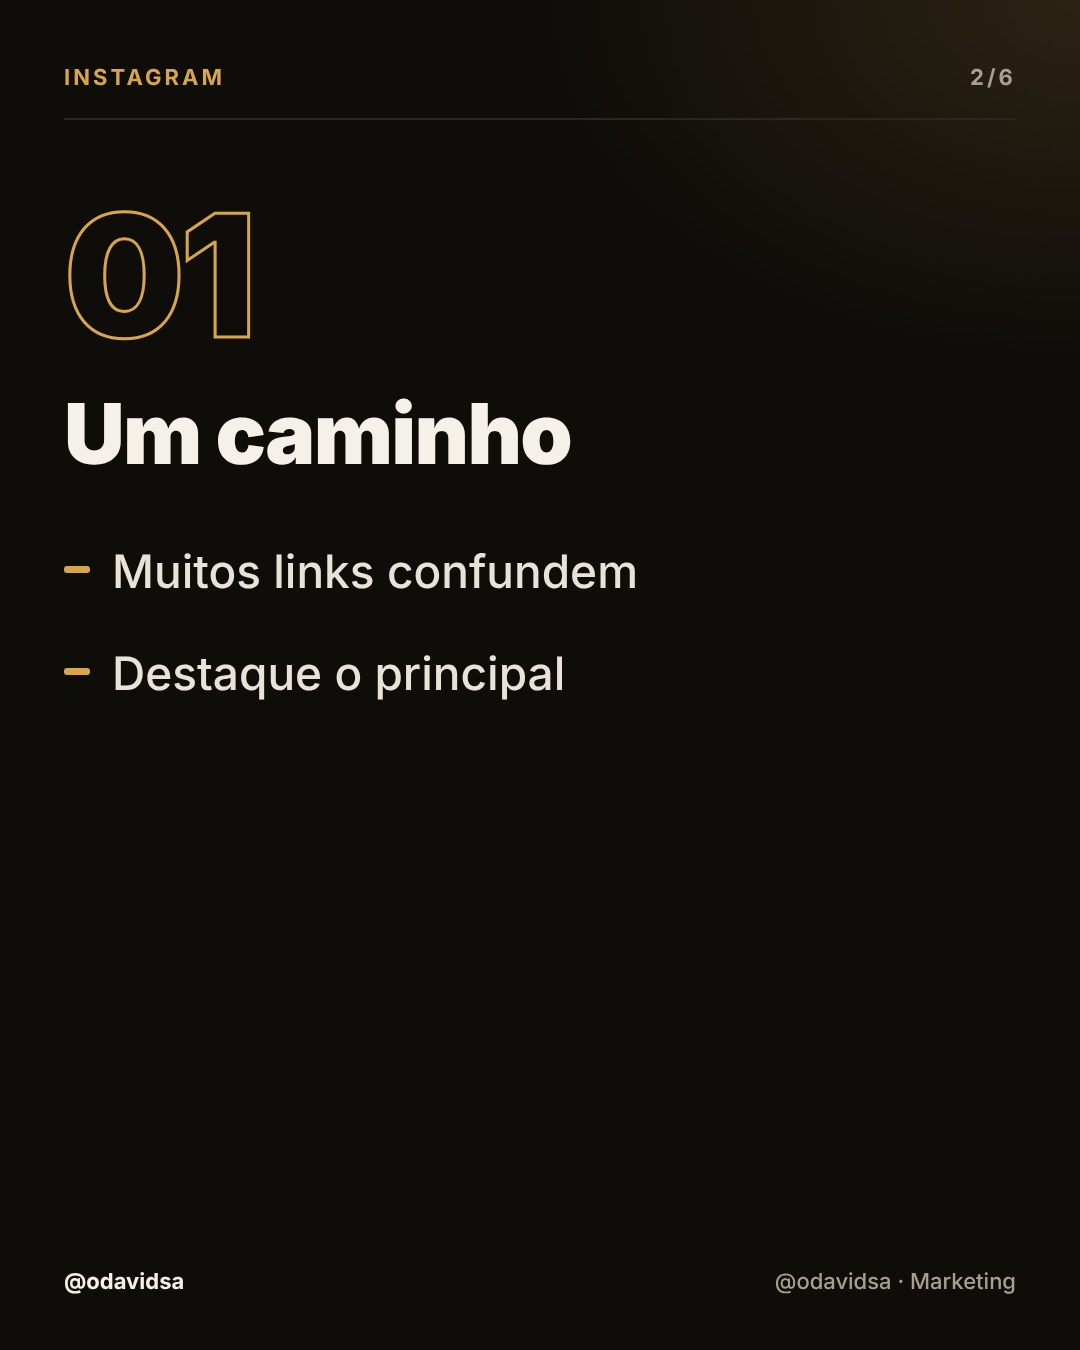 INSTAGRAM
2/6
01
Um caminho
Muitos links confundem
Destaque o principal
@odavidsa
@odavidsa · Marketing